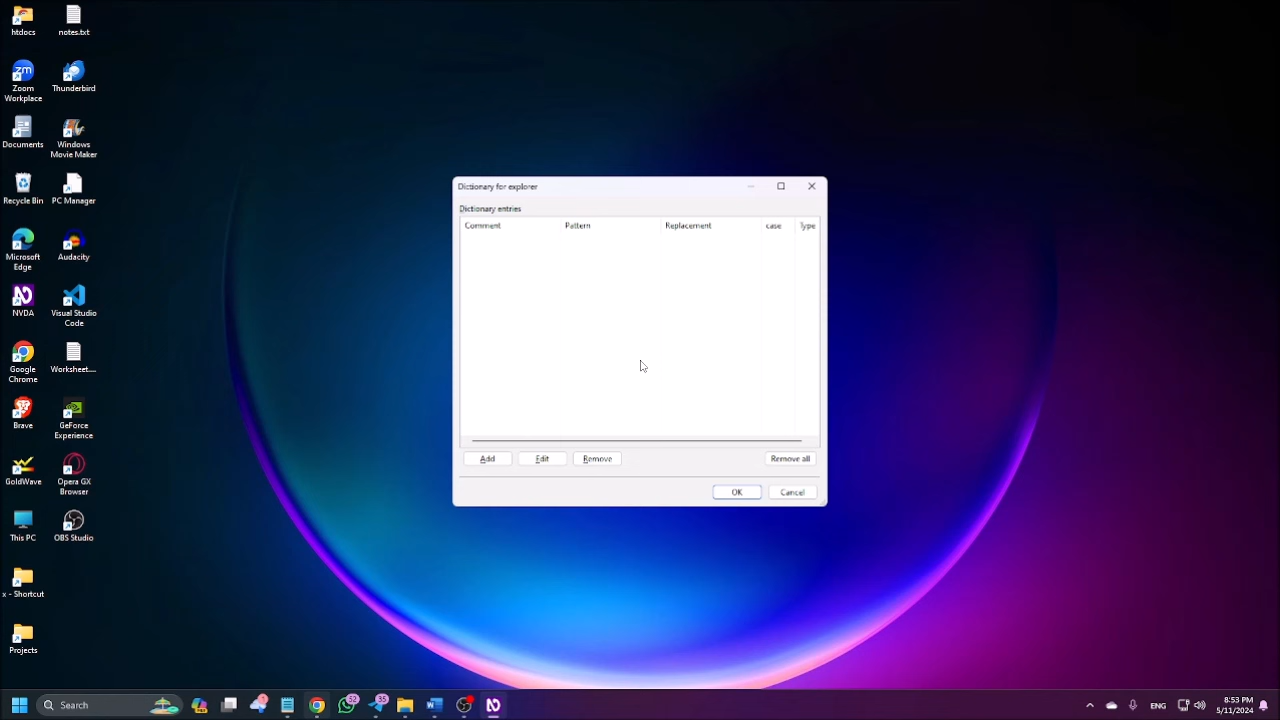 htdocs
notes.txt
Zoom
Workplace
Thunderbird
Documents
Windows
Movie Maker
Recycle Bin
PC Manager
Microsoft
Edge
Audacity
NVDA
Visual Studio
Code
Google
Chrome
Worksheet....
Brave
GeForce
Experience
GoldWave
Opera GX
Browser
This PC
OBS Studio
x - Shortcut
Projects
Dictionary for explorer
Dictionary entries
Comment Pattern Replacement case Type
Add Edit Remove Remove all
OK Cancel
Search
52
35
ENG
8:53 PM
5/11/2024